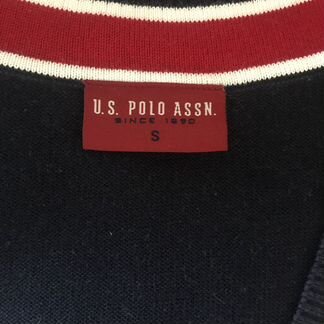 U.S. POLO ASSN.
SINCE 1890
S